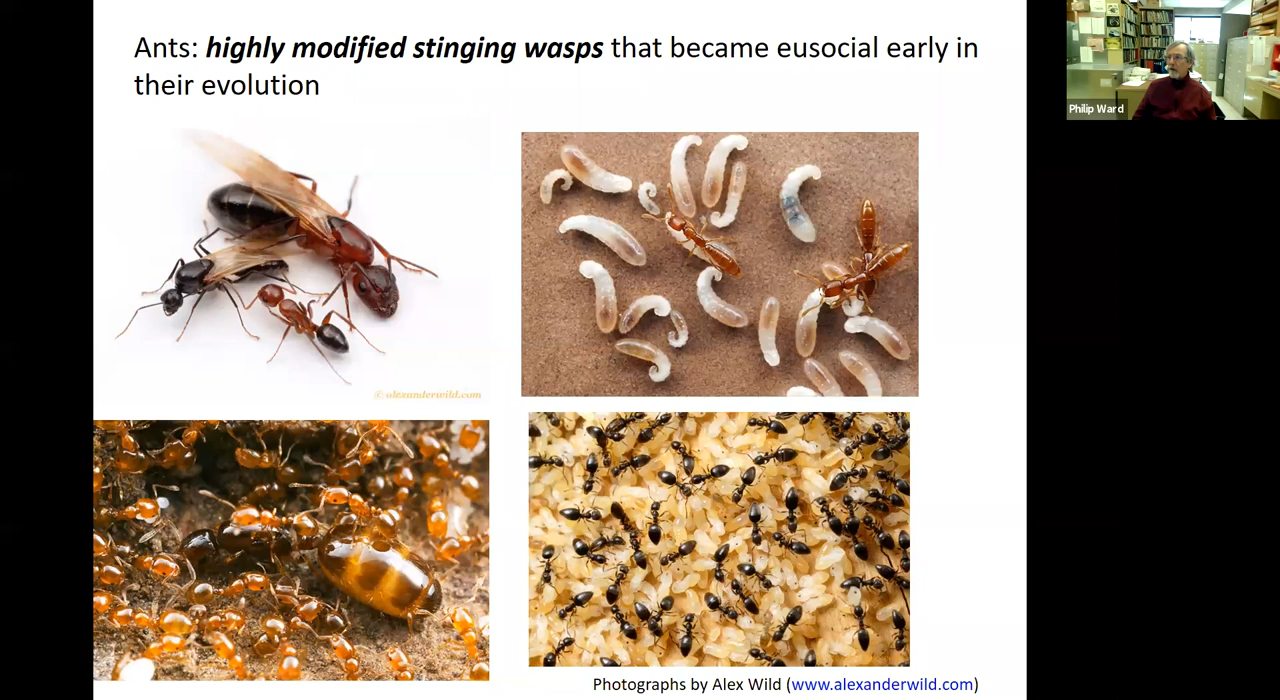 Ants: highly modified stinging wasps that became eusocial early in
their evolution
Philip Ward
© alexanderwild.com
Photographs by Alex Wild (www.alexanderwild.com)